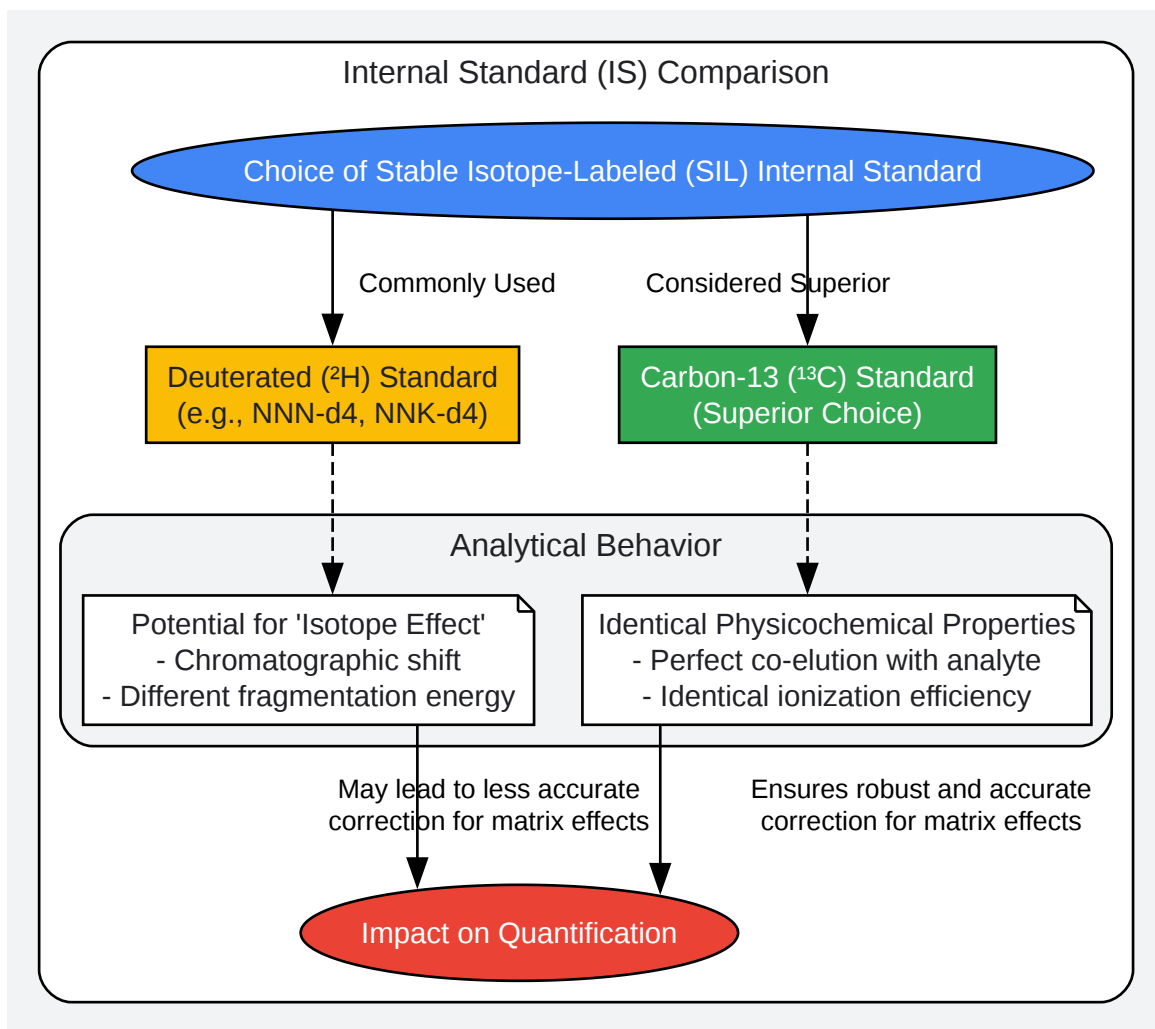 Internal Standard (IS) Comparison
Choice of Stable Isotope-Labeled (SIL) Internal Standard
Commonly Used
Considered Superior
Deuterated (²H) Standard
(e.g., NNN-d4, NNK-d4)
Carbon-13 (¹³C) Standard
(Superior Choice)
Analytical Behavior
Potential for 'Isotope Effect'
- Chromatographic shift
- Different fragmentation energy
Identical Physicochemical Properties
- Perfect co-elution with analyte
- Identical ionization efficiency
May lead to less accurate
correction for matrix effects
Ensures robust and accurate
correction for matrix effects
Impact on Quantification